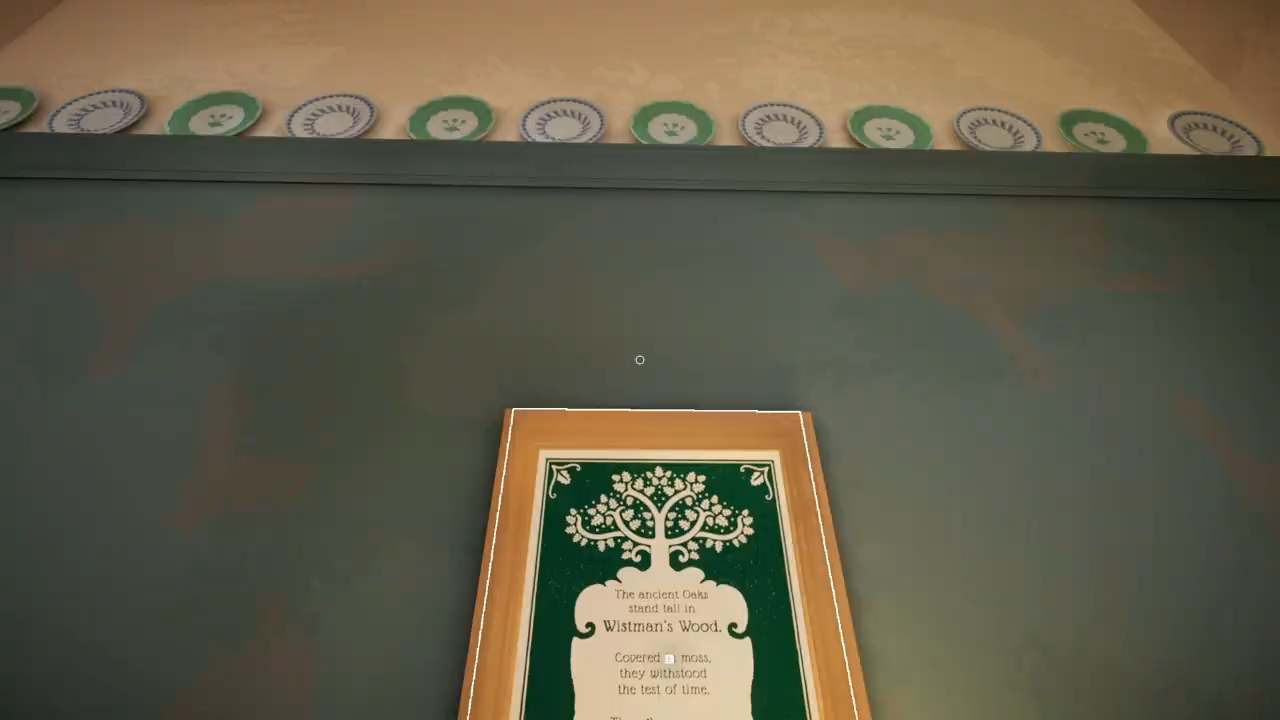 The ancient Oaks
stand tall in
Wistman's Wood.
Covered moss,
they withstood
the test of time.